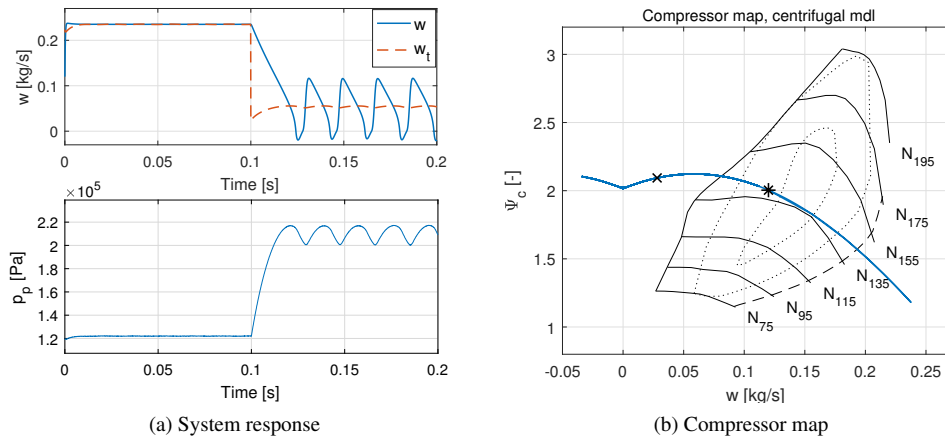 w [kg/s]
0.2
0.1
0
w
w_t
0 0.05 0.1 0.15 0.2
Time [s]
×10^5
p_p [Pa]
2.2
2.0
1.8
1.6
1.4
1.2
0 0.05 0.1 0.15 0.2
Time [s]
(a) System response
Compressor map, centrifugal mdl
Ψ_c [-]
3
2.5
2
1.5
1
N_195
N_175
N_155
N_135
N_115
N_95
N_75
-0.05 0 0.05 0.10 0.15 0.20 0.25
w [kg/s]
(b) Compressor map